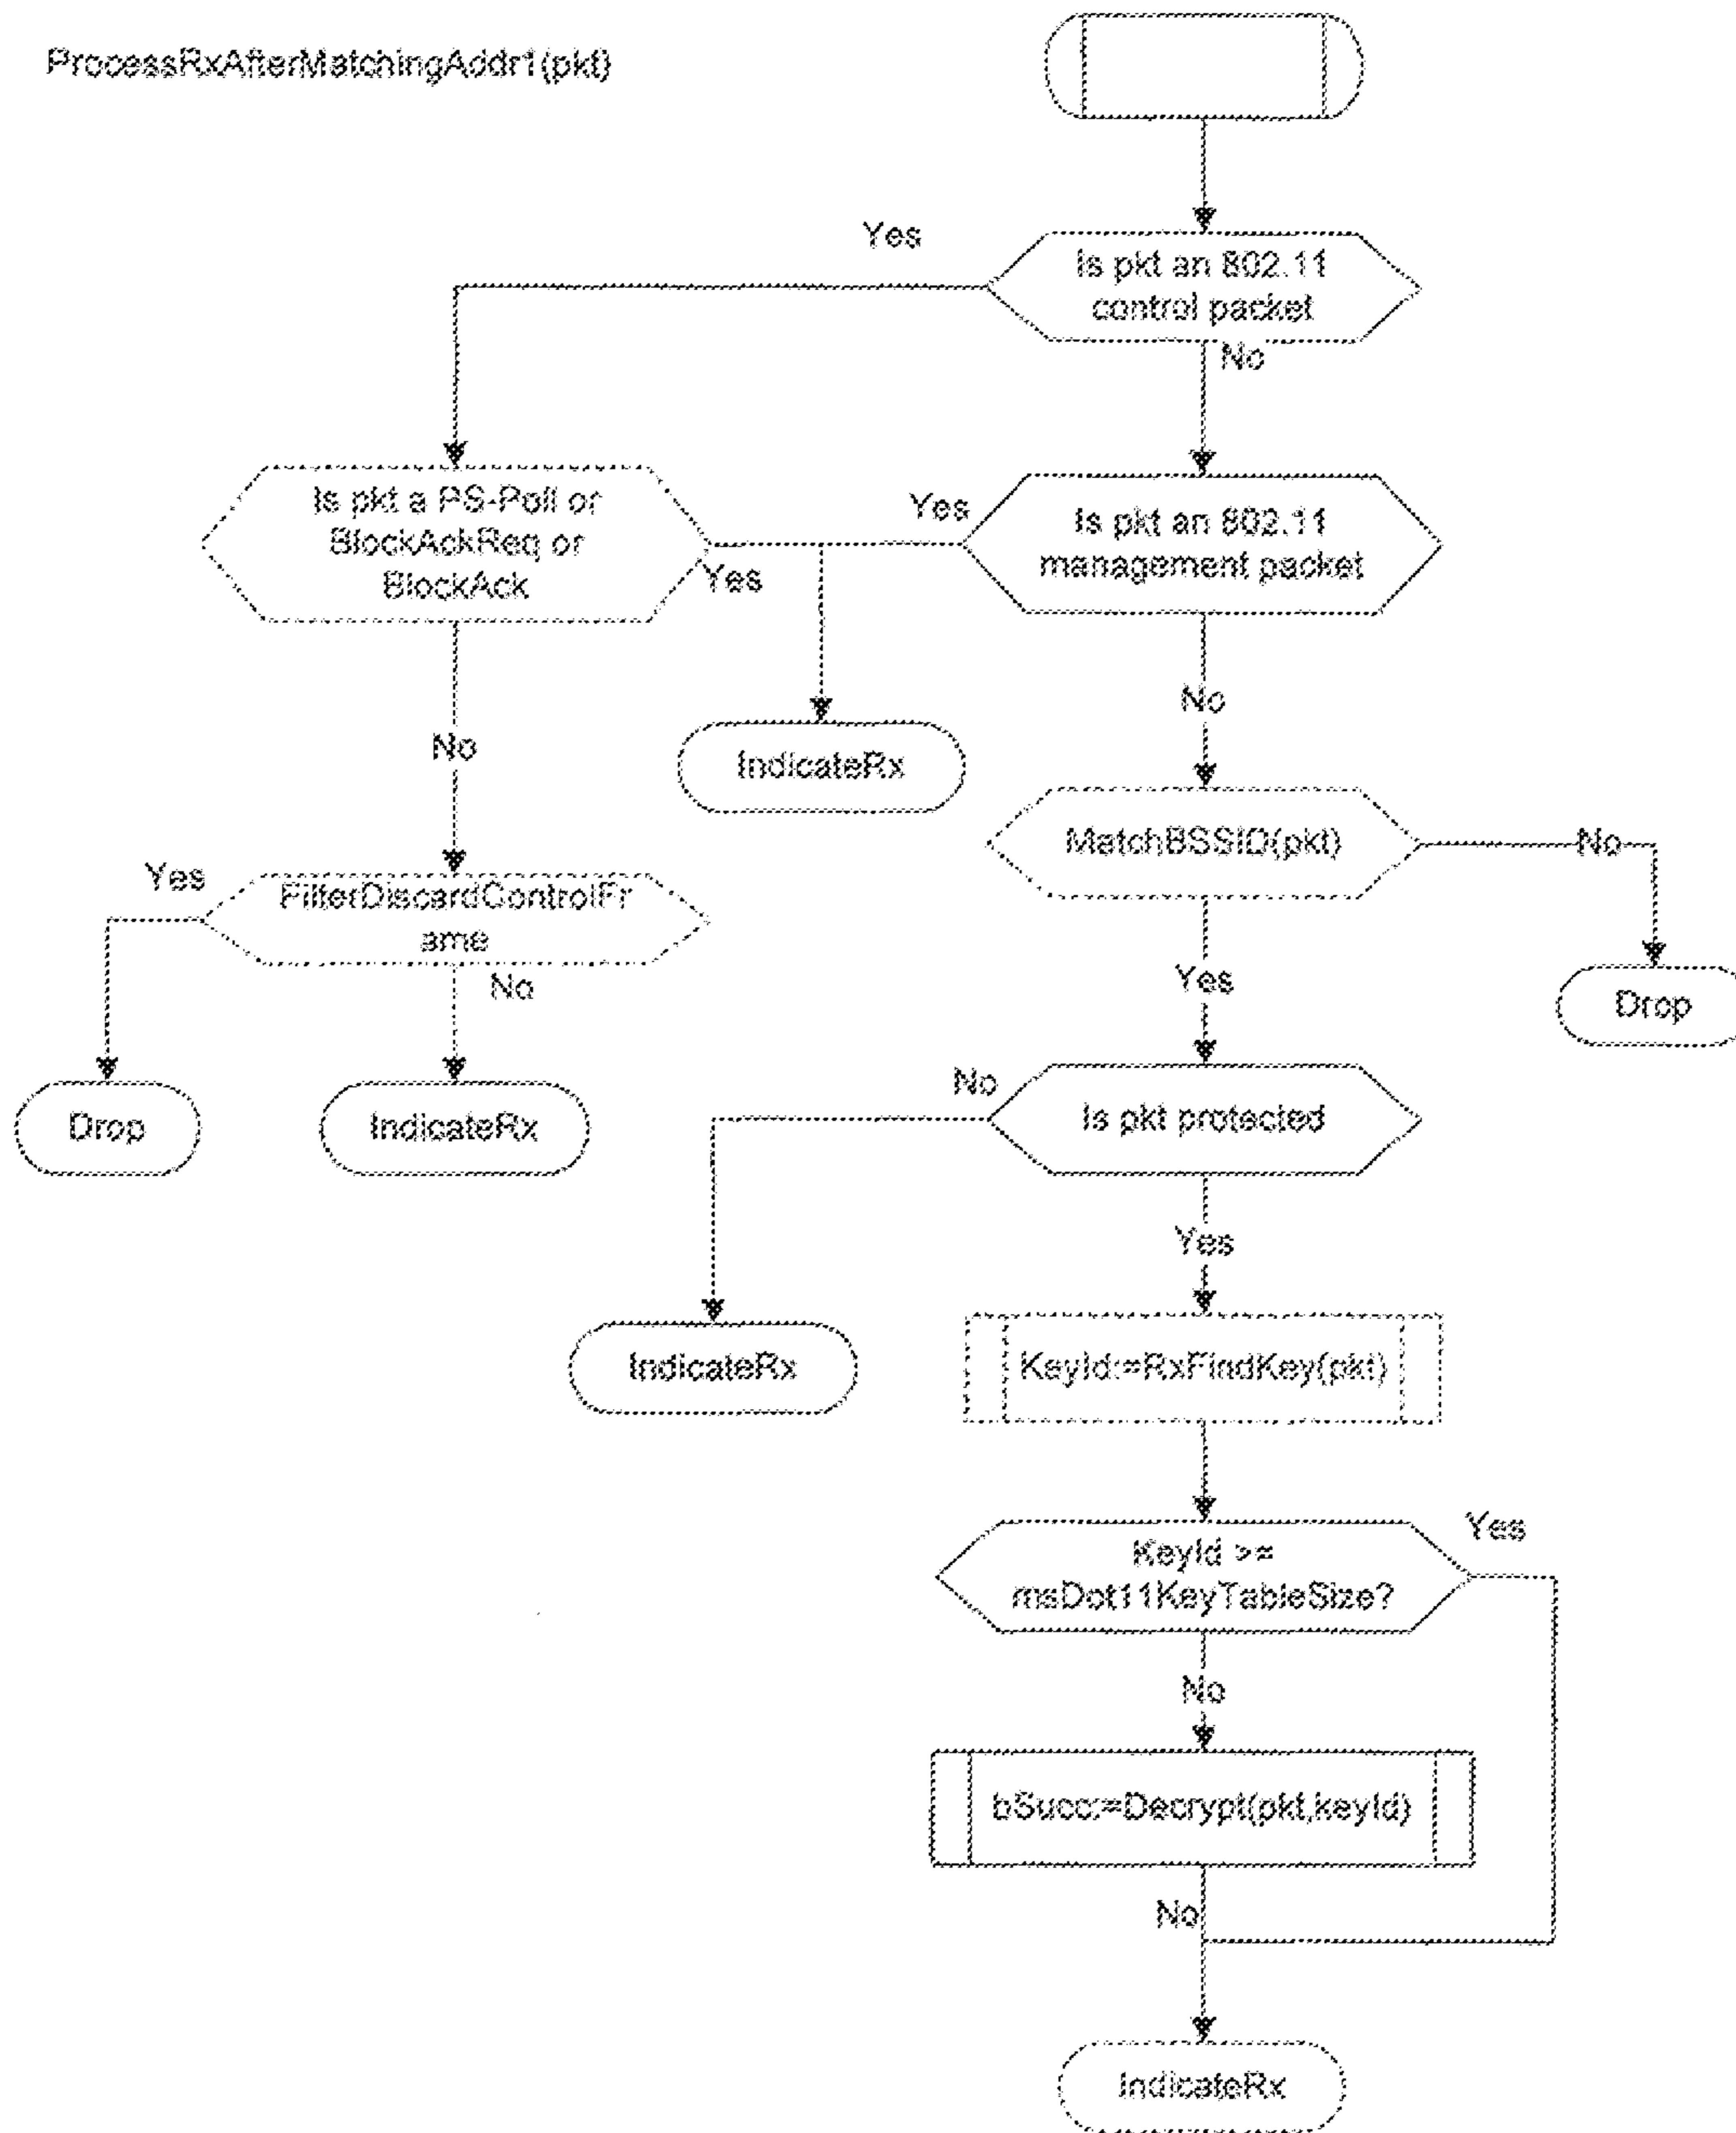 ProcessRxAfterMatchingAddr1(pkt)
Yes
Is pkt an 802.11
control packet
No
Is pkt a PS-Poll or
BlockAckReq or
BlockAck
Yes
Yes
Is pkt an 802.11
management packet
No
No
IndicateRx
MatchBSSID(pkt)
No
Yes
FilterDiscardControlFr
ame
No
Yes
Drop
Drop
IndicateRx
No
Is pkt protected
Yes
IndicateRx
KeyId:=RxFindKey(pkt)
KeyId >=
msDot11KeyTableSize?
Yes
No
bSucc:=Decrypt(pkt,keyId)
No
IndicateRx